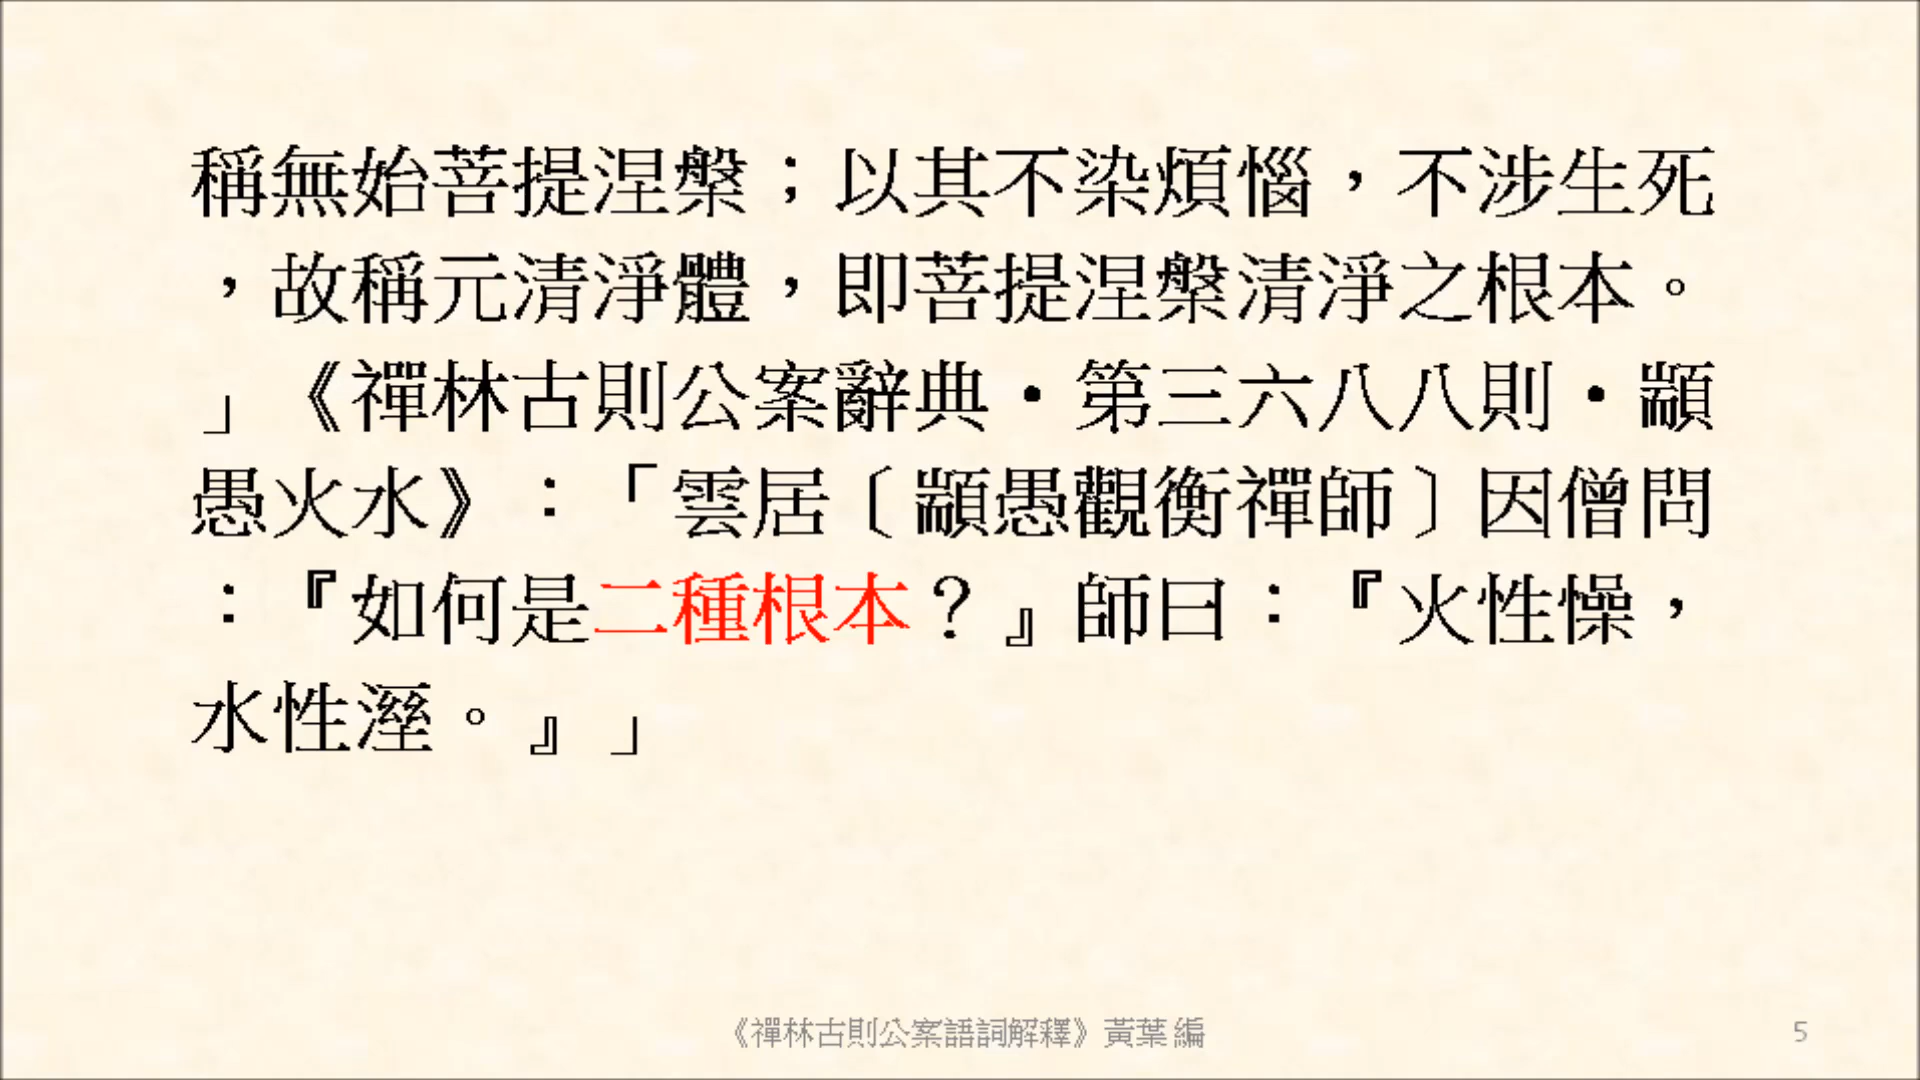 稱無始菩提涅槃；以其不染煩惱，不涉生死
，故稱元清淨體，即菩提涅槃清淨之根本。
」《禪林古則公案辭典‧第三六八八則‧顓
愚火水》：「雲居〔顓愚觀衡禪師〕因僧問
：『如何是二種根本？』師曰：『火性懆，
水性溼。』」
《禪林古則公案語詞解釋》黃葉 編
5